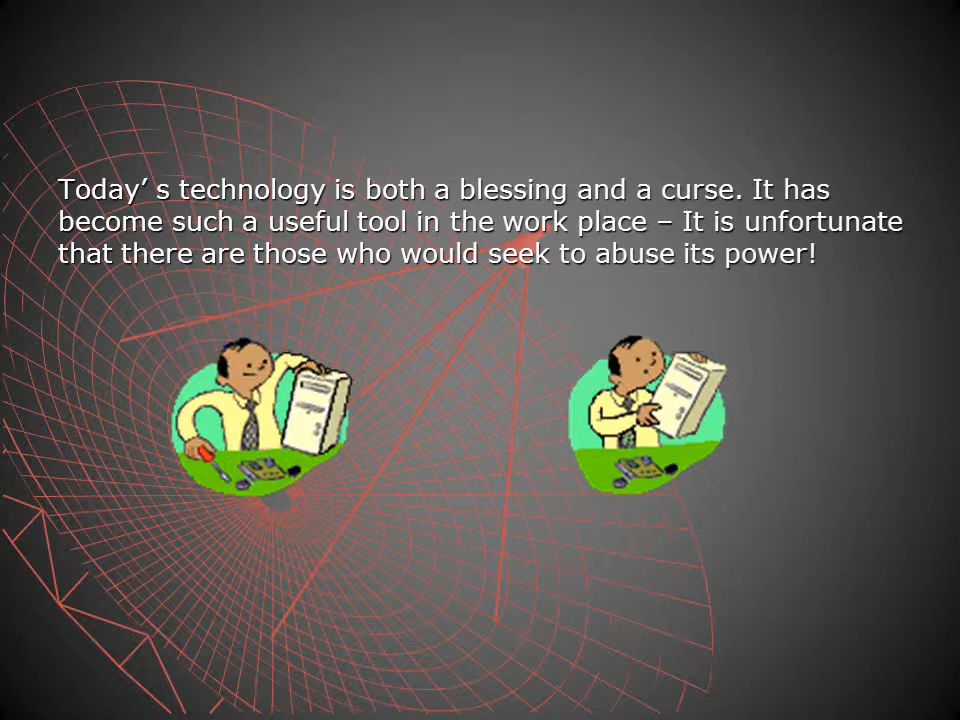 Today’ s technology is both a blessing and a curse. It has
become such a useful tool in the work place – It is unfortunate
that there are those who would seek to abuse its power!